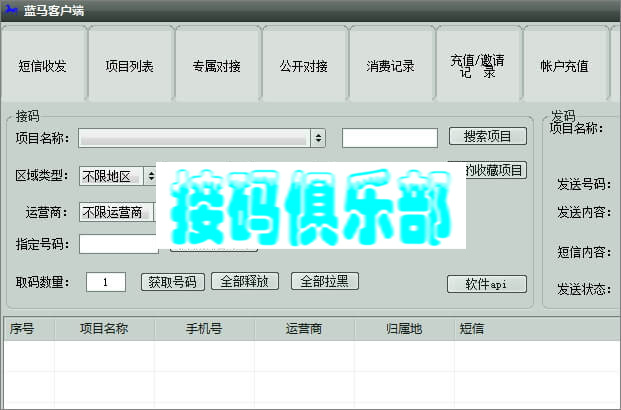 蓝马客户端
短信收发
项目列表
专属对接
公开对接
消费记录
充值/邀请
记 录
帐户充值
接码
项目名称：
搜索项目
区域类型：
不限地区
的收藏项目
运营商：
不限运营商
指定号码：
取码数量：
1
获取号码
全部释放
全部拉黑
软件api
接码俱乐部
发码
项目名称：
发送号码：
发送内容：
短信内容：
发送状态：
序号 项目名称 手机号 运营商 归属地 短信